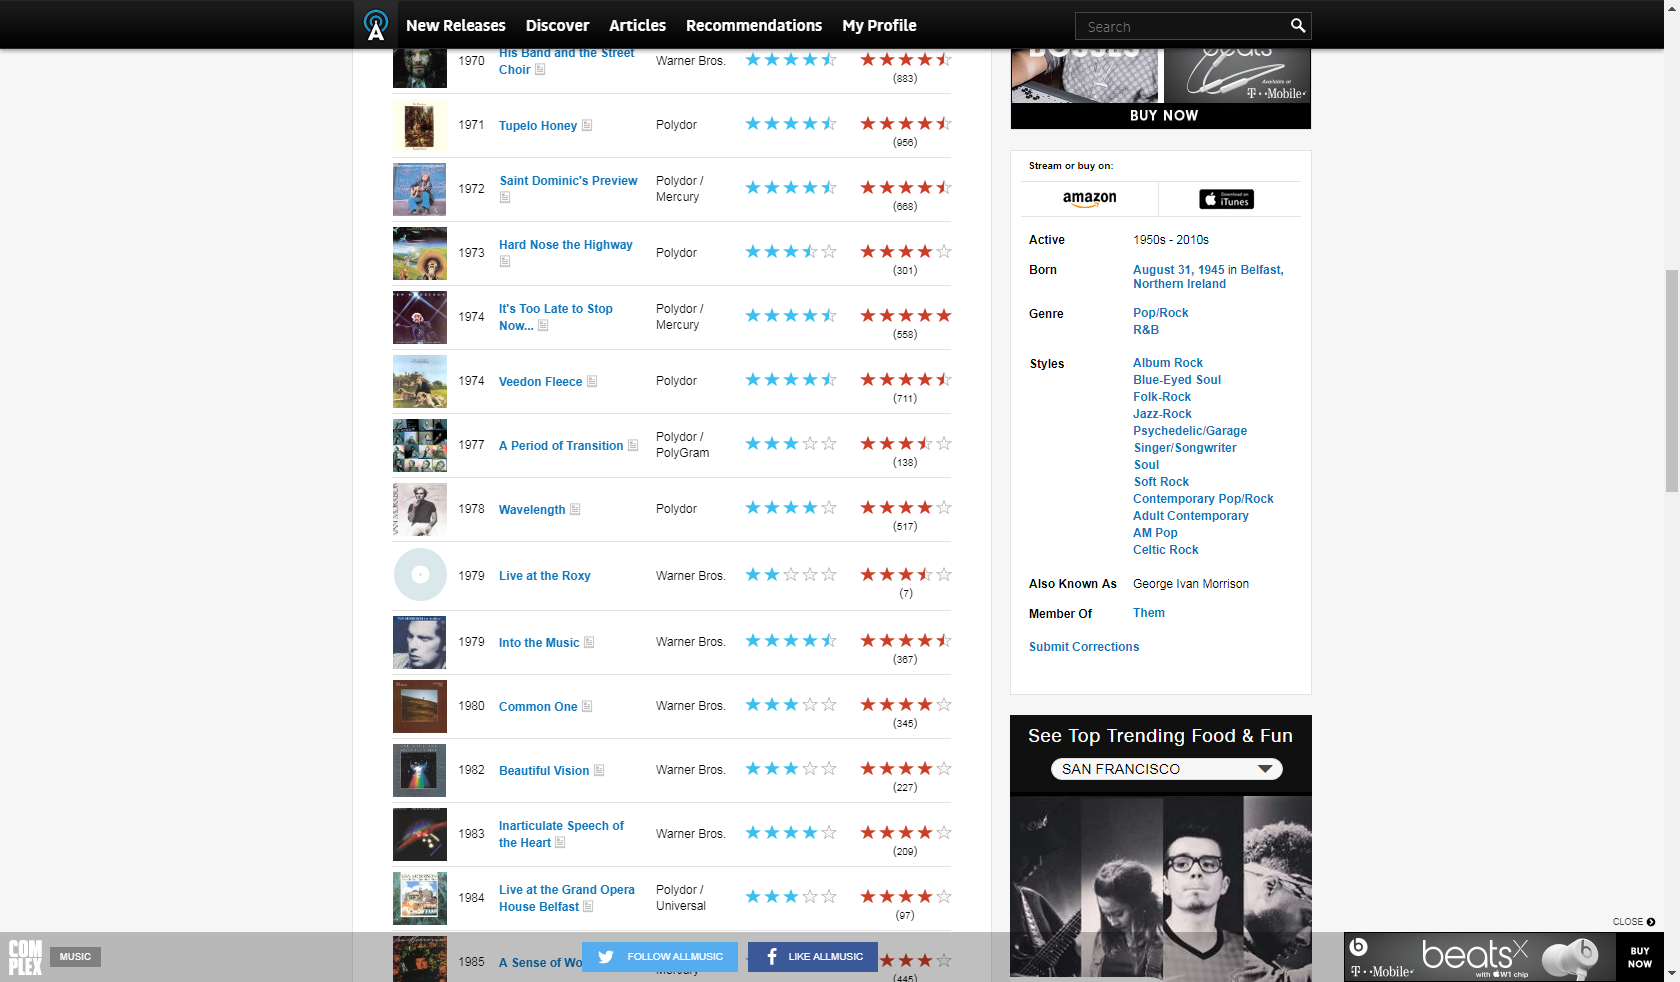 New Releases Discover Articles Recommendations My Profile Search
1970 His Band and the Street Warner Bros.
Choir
(883)
1971 Tupelo Honey Polydor
(956)
1972 Saint Dominic's Preview Polydor /
Mercury
(668)
1973 Hard Nose the Highway Polydor
(301)
1974 It's Too Late to Stop Polydor /
Now... Mercury
(558)
1974 Veedon Fleece Polydor
(711)
1977 A Period of Transition Polydor /
PolyGram
(138)
1978 Wavelength Polydor
(517)
1979 Live at the Roxy Warner Bros.
(7)
1979 Into the Music Warner Bros.
(367)
1980 Common One Warner Bros.
(345)
1982 Beautiful Vision Warner Bros.
(227)
1983 Inarticulate Speech of Warner Bros.
the Heart
(209)
1984 Live at the Grand Opera Polydor /
House Belfast Universal
(97)
1985 A Sense of Wo
Mercury
(445)
beats
Available at
T··Mobile
BUY NOW
Stream or buy on:
amazon Download on iTunes
Active 1950s - 2010s
Born August 31, 1945 in Belfast,
Northern Ireland
Genre Pop/Rock
R&B
Styles Album Rock
Blue-Eyed Soul
Folk-Rock
Jazz-Rock
Psychedelic/Garage
Singer/Songwriter
Soul
Soft Rock
Contemporary Pop/Rock
Adult Contemporary
AM Pop
Celtic Rock
Also Known As George Ivan Morrison
Member Of Them
Submit Corrections
See Top Trending Food & Fun
SAN FRANCISCO
CLOSE
COM
PLEX MUSIC
FOLLOW ALLMUSIC
LIKE ALLMUSIC
T··Mobile beatsX
with W1 chip
BUY
NOW